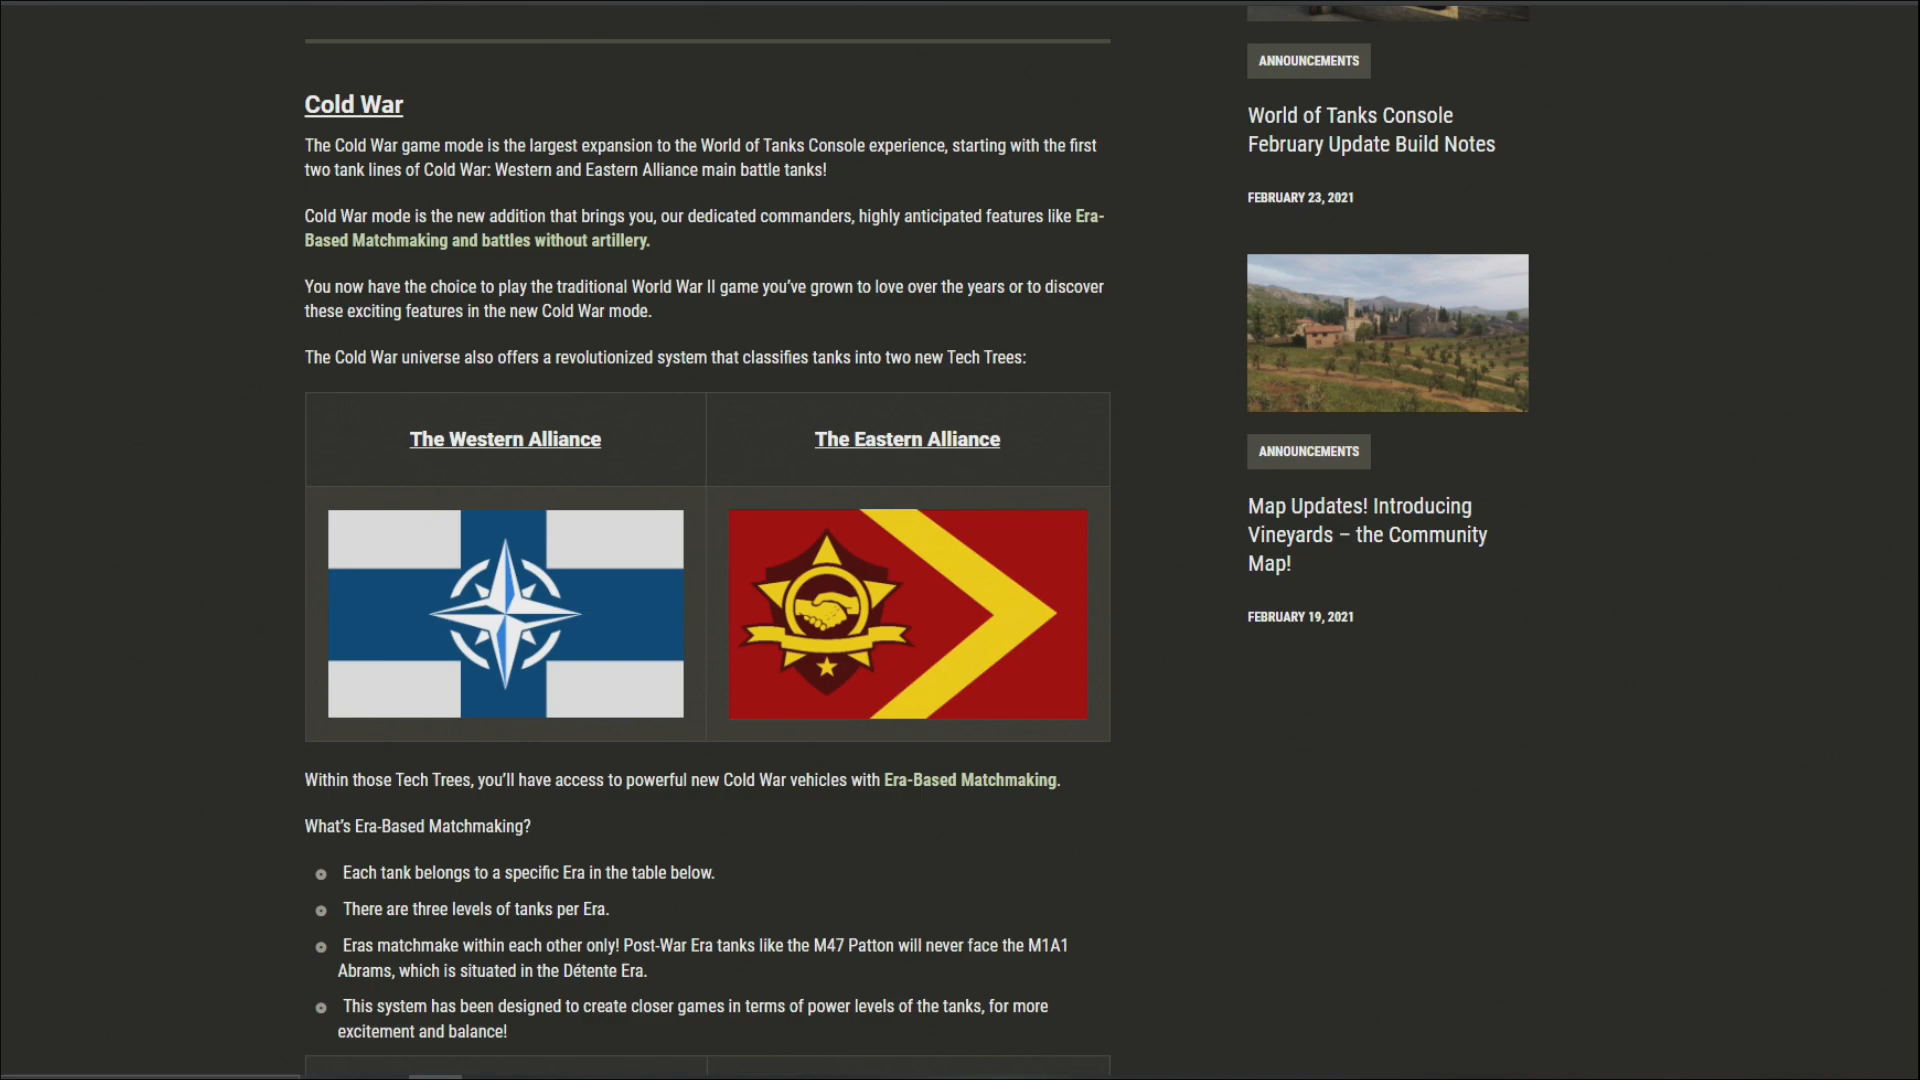 Cold War
The Cold War game mode is the largest expansion to the World of Tanks Console experience, starting with the first
two tank lines of Cold War: Western and Eastern Alliance main battle tanks!
Cold War mode is the new addition that brings you, our dedicated commanders, highly anticipated features like Era-
Based Matchmaking and battles without artillery.
You now have the choice to play the traditional World War II game you’ve grown to love over the years or to discover
these exciting features in the new Cold War mode.
The Cold War universe also offers a revolutionized system that classifies tanks into two new Tech Trees:
The Western Alliance
The Eastern Alliance
Within those Tech Trees, you’ll have access to powerful new Cold War vehicles with Era-Based Matchmaking.
What’s Era-Based Matchmaking?
Each tank belongs to a specific Era in the table below.
There are three levels of tanks per Era.
Eras matchmake within each other only! Post-War Era tanks like the M47 Patton will never face the M1A1
Abrams, which is situated in the Détente Era.
This system has been designed to create closer games in terms of power levels of the tanks, for more
excitement and balance!
ANNOUNCEMENTS
World of Tanks Console
February Update Build Notes
FEBRUARY 23, 2021
ANNOUNCEMENTS
Map Updates! Introducing
Vineyards – the Community
Map!
FEBRUARY 19, 2021